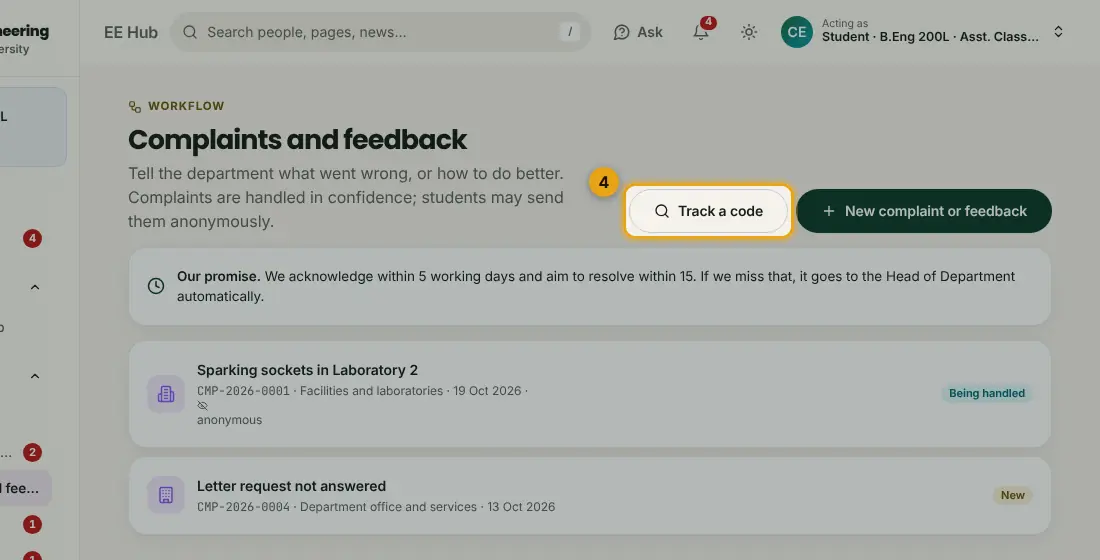 neering
ersity
EE Hub
Search people, pages, news...
/
Ask
4
CE
Acting as
Student · B.Eng 200L · Asst. Class...
L
4
2
l fee...
1
1
WORKFLOW
Complaints and feedback
Tell the department what went wrong, or how to do better.
Complaints are handled in confidence; students may send
them anonymously.
4
Track a code
+ New complaint or feedback
Our promise. We acknowledge within 5 working days and aim to resolve within 15. If we miss that, it goes to the Head of Department
automatically.
Sparking sockets in Laboratory 2
CMP-2026-0001 · Facilities and laboratories · 19 Oct 2026 ·
anonymous
Being handled
Letter request not answered
CMP-2026-0004 · Department office and services · 13 Oct 2026
New